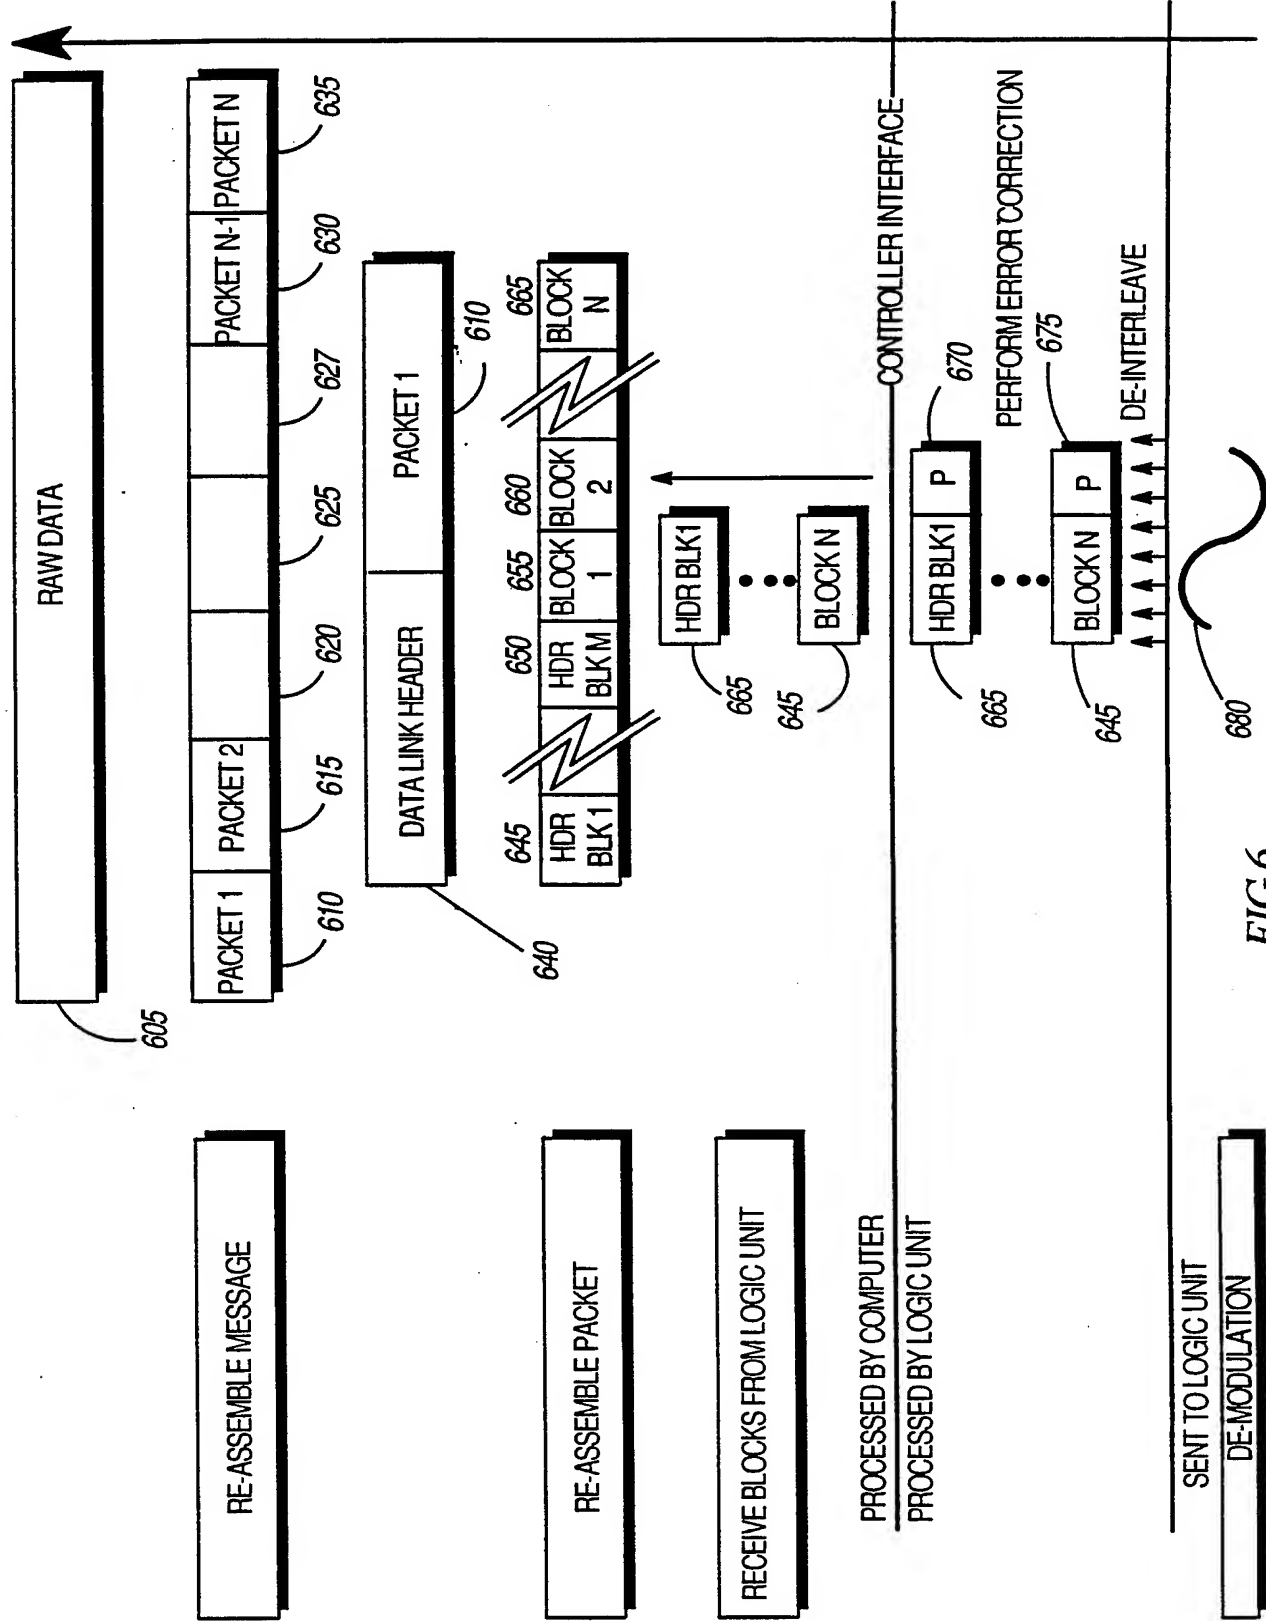 RAW DATA
605
RE-ASSEMBLE MESSAGE
PACKET 1
PACKET 2
PACKET N-1
PACKET N
610
615
620
625
627
630
635
DATA LINK HEADER
PACKET 1
640
610
RE-ASSEMBLE PACKET
645
650
655
660
665
HDR
BLK 1
HDR
BLK M
BLOCK
1
BLOCK
2
BLOCK
N
RECEIVE BLOCKS FROM LOGIC UNIT
HDR BLK1
665
BLOCK N
645
PROCESSED BY COMPUTER
CONTROLLER INTERFACE
PROCESSED BY LOGIC UNIT
HDR BLK1
P
665
670
PERFORM ERROR CORRECTION
BLOCK N
P
645
675
DE-INTERLEAVE
SENT TO LOGIC UNIT
DE-MODULATION
680
FIG.6